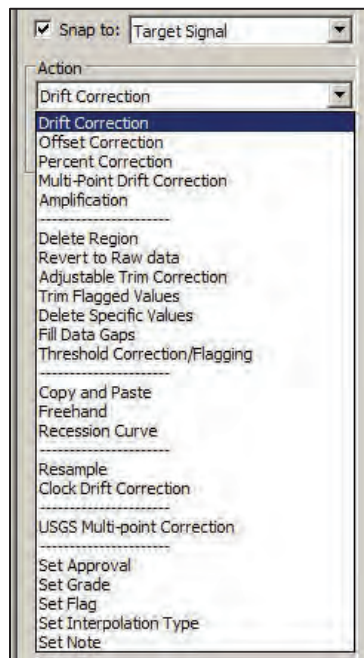 Snap to: Target Signal
Action
Drift Correction
Drift Correction
Offset Correction
Percent Correction
Multi-Point Drift Correction
Amplification
----------------------
Delete Region
Revert to Raw data
Adjustable Trim Correction
Trim Flagged Values
Delete Specific Values
Fill Data Gaps
Threshold Correction/Flagging
----------------------
Copy and Paste
Freehand
Recession Curve
----------------------
Resample
Clock Drift Correction
----------------------
USGS Multi-point Correction
----------------------
Set Approval
Set Grade
Set Flag
Set Interpolation Type
Set Note